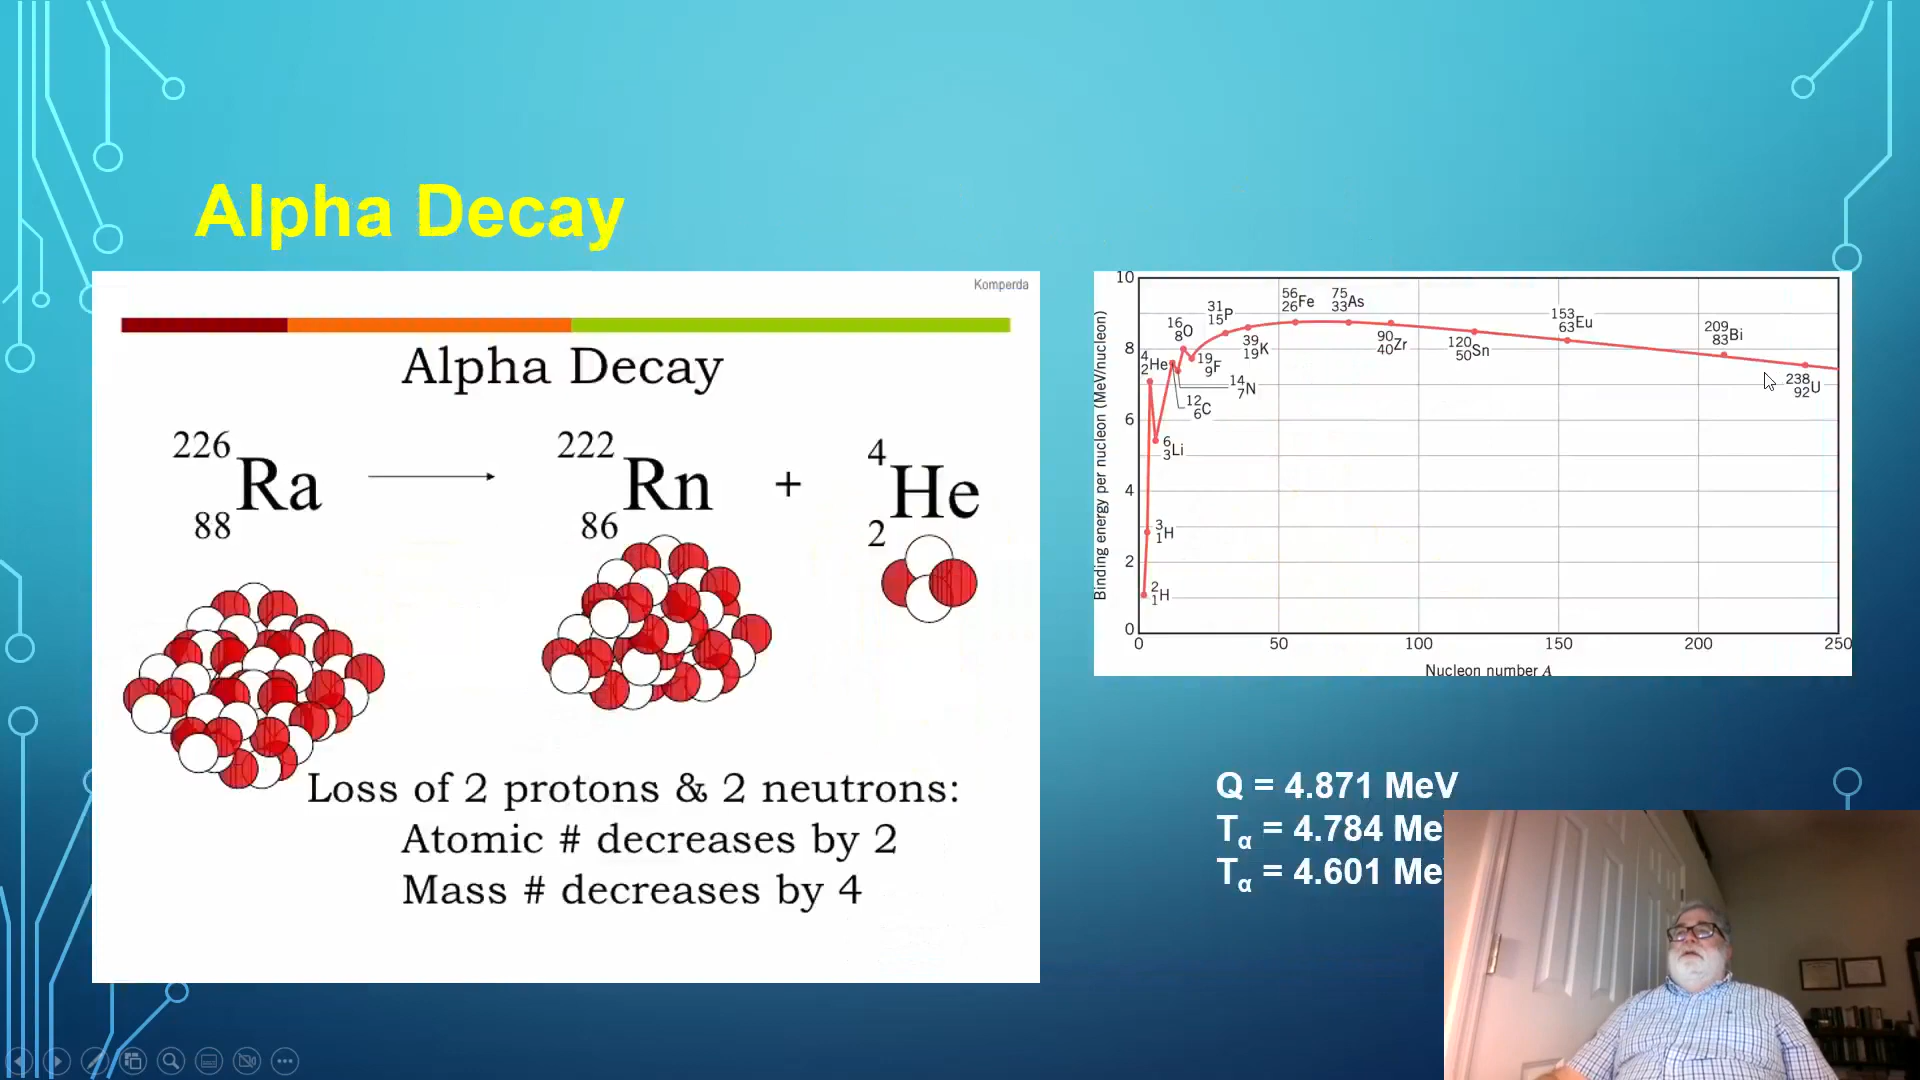 Alpha Decay
Komperda
Alpha Decay
226
88
Ra
222
86
Rn
+
4
2
He
Loss of 2 protons & 2 neutrons:
Atomic # decreases by 2
Mass # decreases by 4
Binding energy per nucleon (MeV/nucleon)
10
8
6
4
2
0
2 1 H
3 1 H
4 2 He
6 3 Li
12 6 C
14 7 N
16 8 O
19 9 F
31 15 P
39 19 K
56 26 Fe
75 33 As
90 40 Zr
120 50 Sn
153 63 Eu
209 83 Bi
238 92 U
0 50 100 150 200 250
Nucleon number A
Q = 4.871 MeV
Tα = 4.784 Me
Tα = 4.601 Me